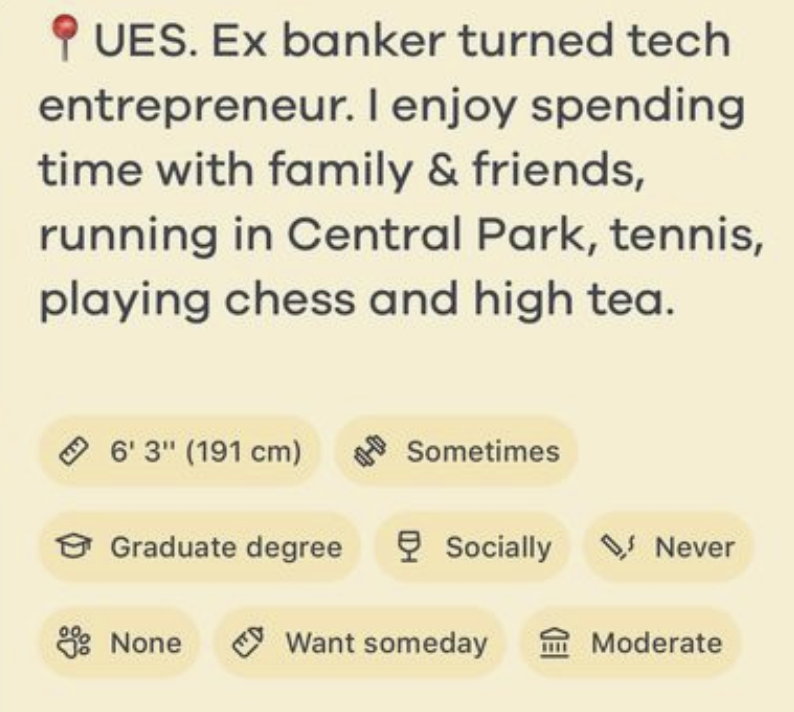 📍UES. Ex banker turned tech
entrepreneur. I enjoy spending
time with family & friends,
running in Central Park, tennis,
playing chess and high tea.
6' 3'' (191 cm) Sometimes
Graduate degree Socially Never
None Want someday Moderate